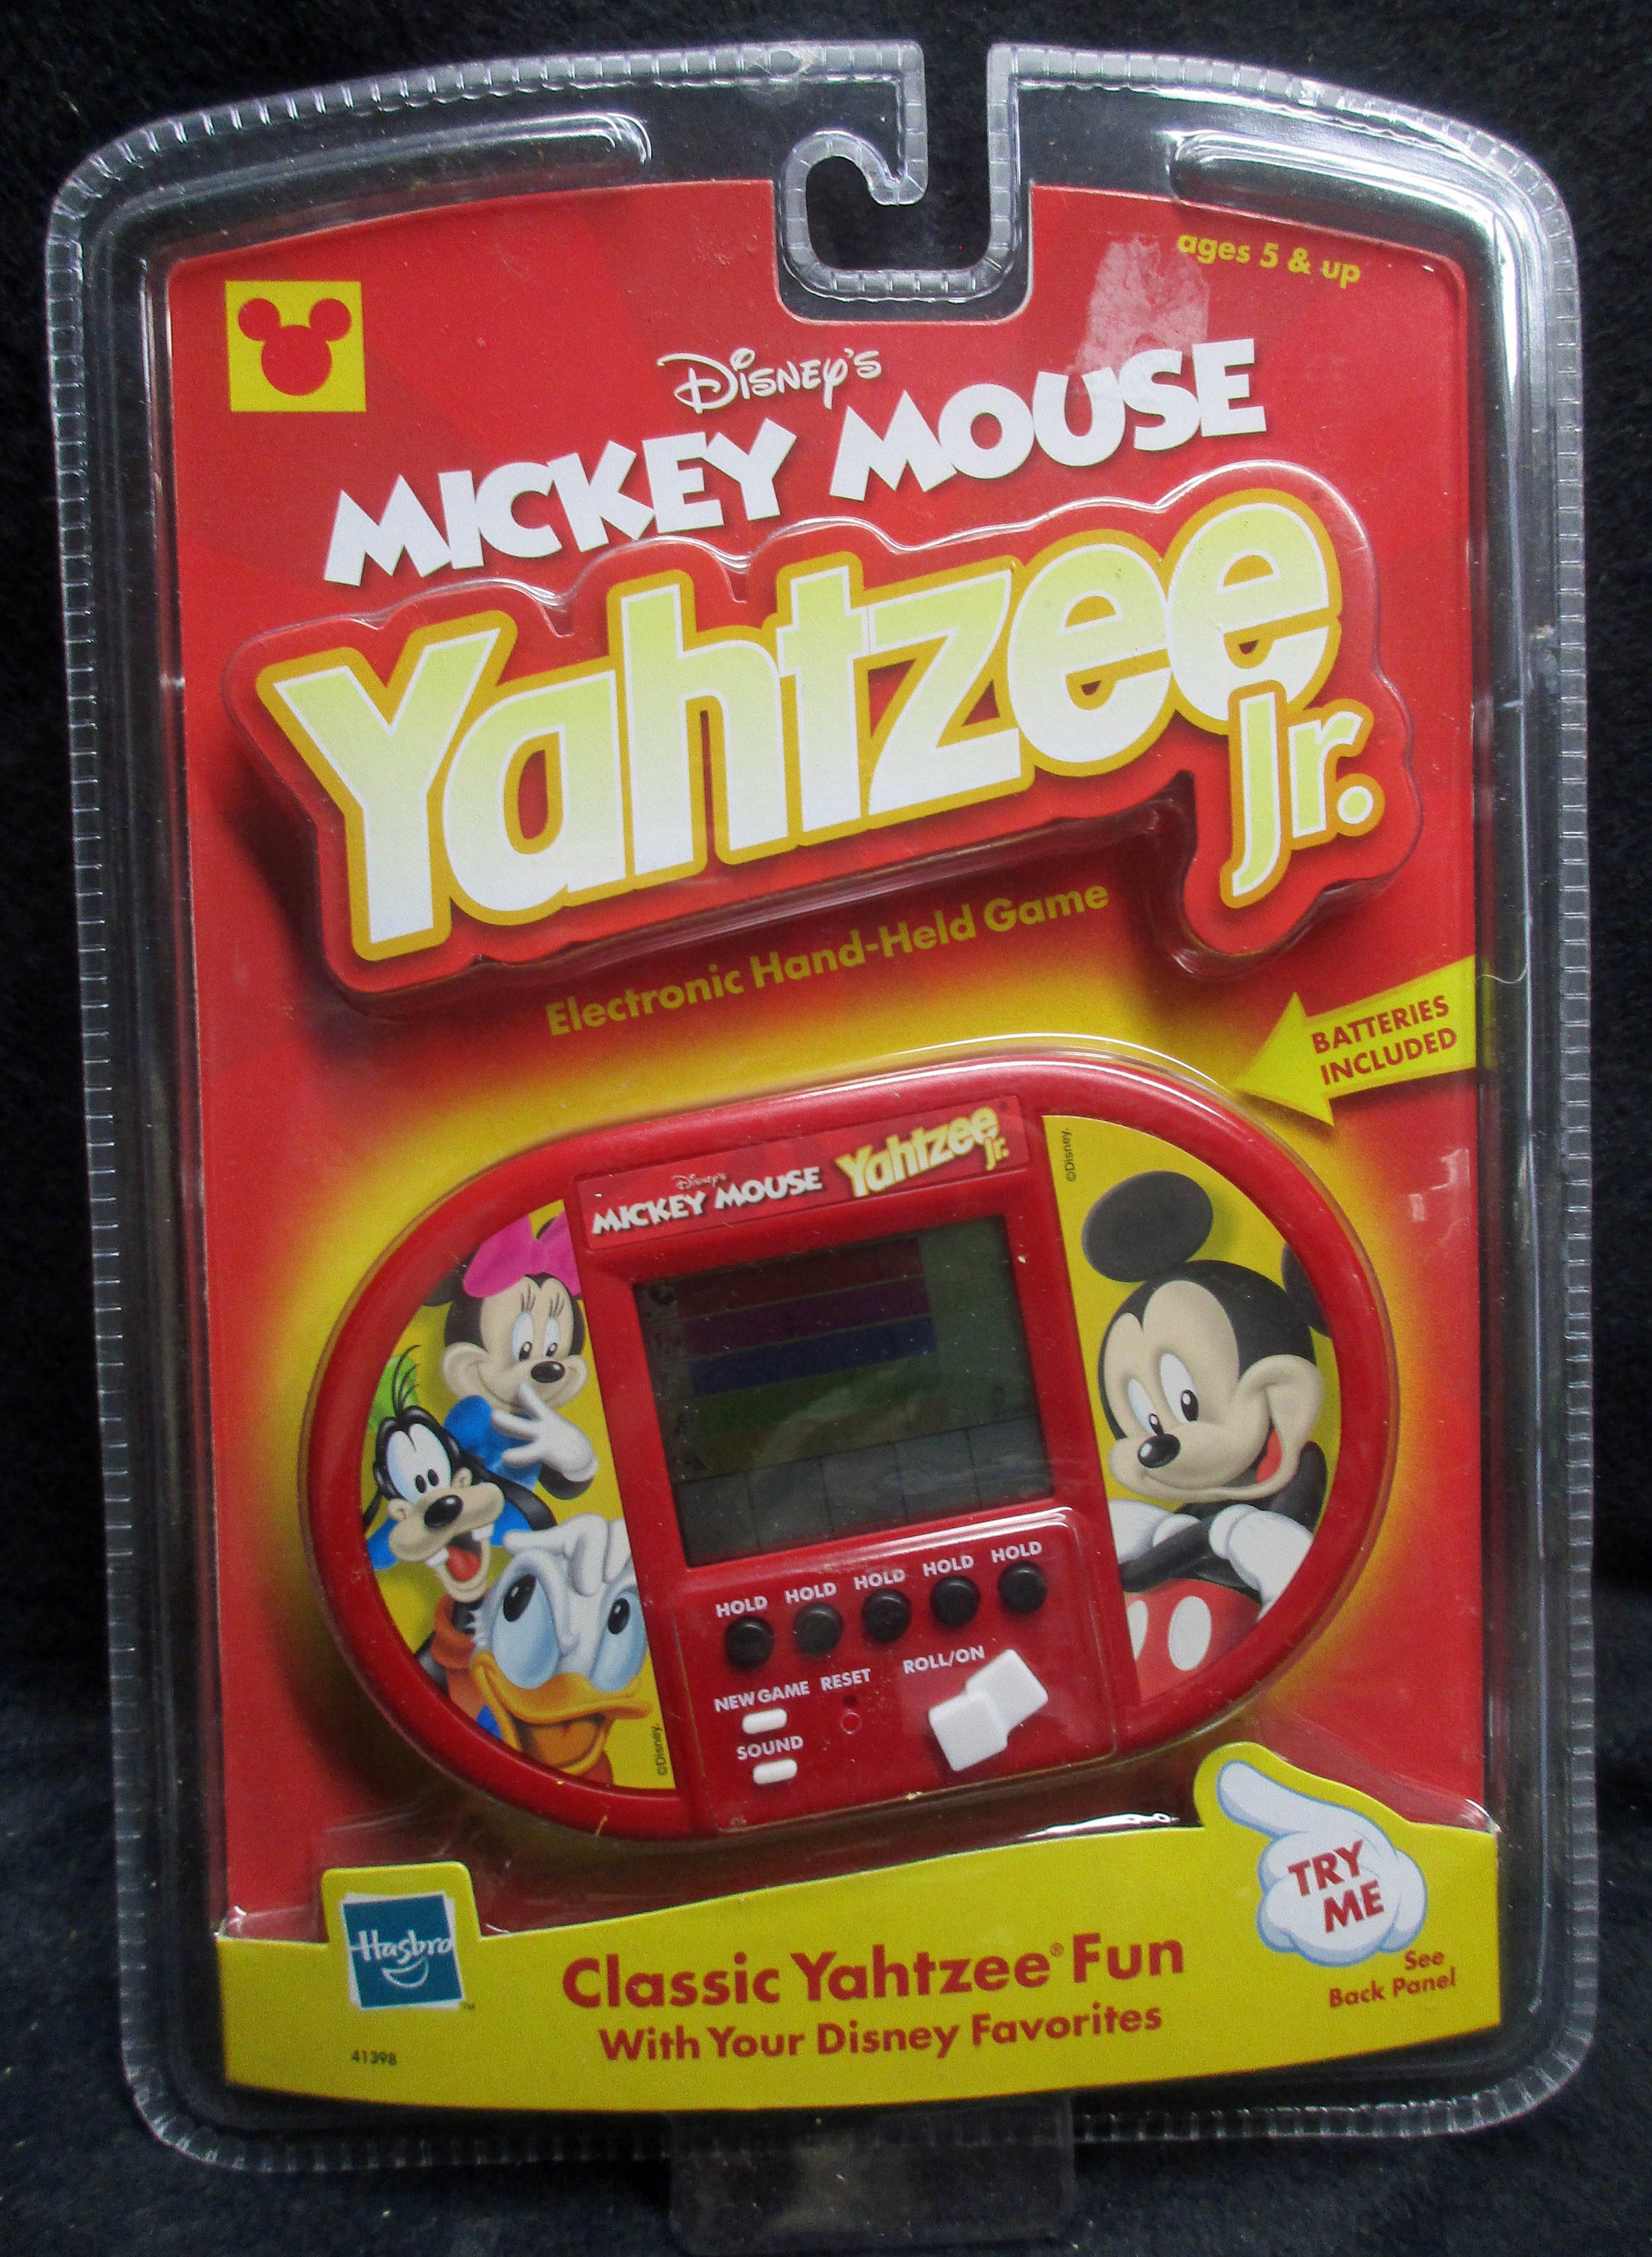 ages 5 & up
Disney's
MICKEY MOUSE
Yahtzee
Jr.
Electronic Hand-Held Game
BATTERIES
INCLUDED
Disney's
MICKEY MOUSE
Yahtzee
Jr.
©Disney.
HOLD HOLD HOLD HOLD HOLD
NEW GAME RESET ROLL/ON
SOUND
©Disney.
TRY
ME
See
Back Panel
Hasbro
TM
Classic Yahtzee® Fun
With Your Disney Favorites
41398